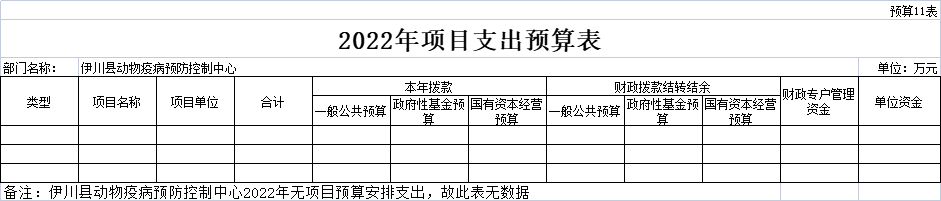 预算11表
2022年项目支出预算表
部门名称： 伊川县动物疫病预防控制中心 单位：万元
类型 项目名称 项目单位 合计 本年拨款 财政拨款结转结余 财政专户管理资金 单位资金
一般公共预算 政府性基金预算 国有资本经营预算 一般公共预算 政府性基金预算 国有资本经营预算
备注：伊川县动物疫病预防控制中心2022年无项目预算安排支出，故此表无数据